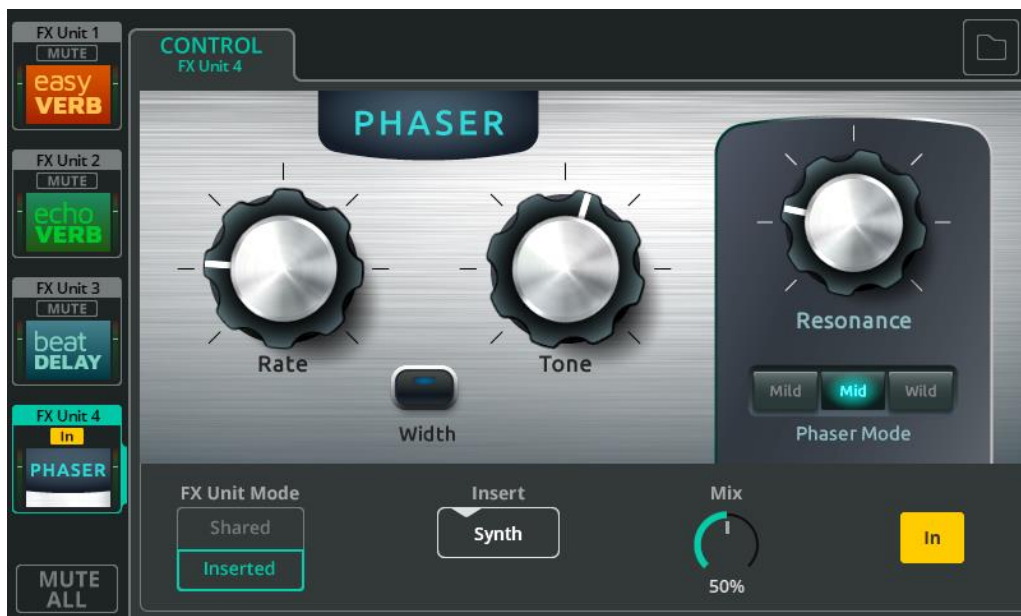 FX Unit 1
MUTE
easy
VERB
FX Unit 2
MUTE
echo
VERB
FX Unit 3
MUTE
beat
DELAY
FX Unit 4
In
PHASER
MUTE
ALL
CONTROL
FX Unit 4
PHASER
Rate
Tone
Width
Resonance
Mild
Mid
Wild
Phaser Mode
FX Unit Mode
Shared
Inserted
Insert
Synth
Mix
50%
In